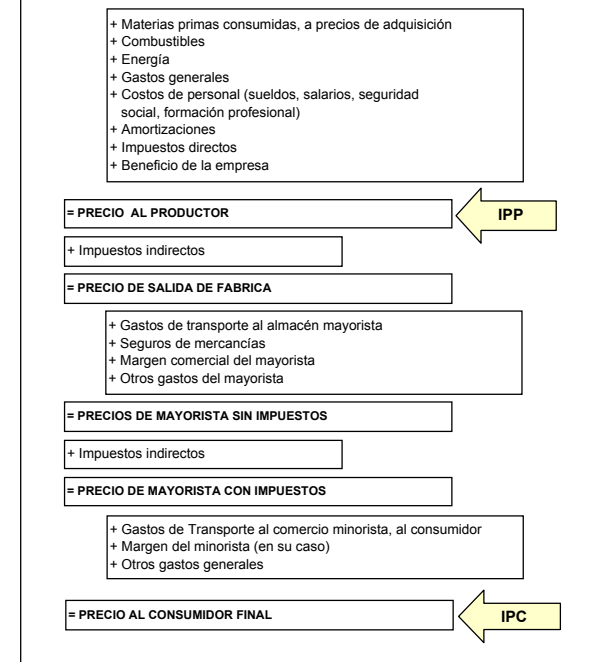 + Materias primas consumidas, a precios de adquisición
+ Combustibles
+ Energía
+ Gastos generales
+ Costos de personal (sueldos, salarios, seguridad
social, formación profesional)
+ Amortizaciones
+ Impuestos directos
+ Beneficio de la empresa
= PRECIO AL PRODUCTOR
IPP
+ Impuestos indirectos
= PRECIO DE SALIDA DE FABRICA
+ Gastos de transporte al almacén mayorista
+ Seguros de mercancías
+ Margen comercial del mayorista
+ Otros gastos del mayorista
= PRECIOS DE MAYORISTA SIN IMPUESTOS
+ Impuestos indirectos
= PRECIO DE MAYORISTA CON IMPUESTOS
+ Gastos de Transporte al comercio minorista, al consumidor
+ Margen del minorista (en su caso)
+ Otros gastos generales
= PRECIO AL CONSUMIDOR FINAL
IPC